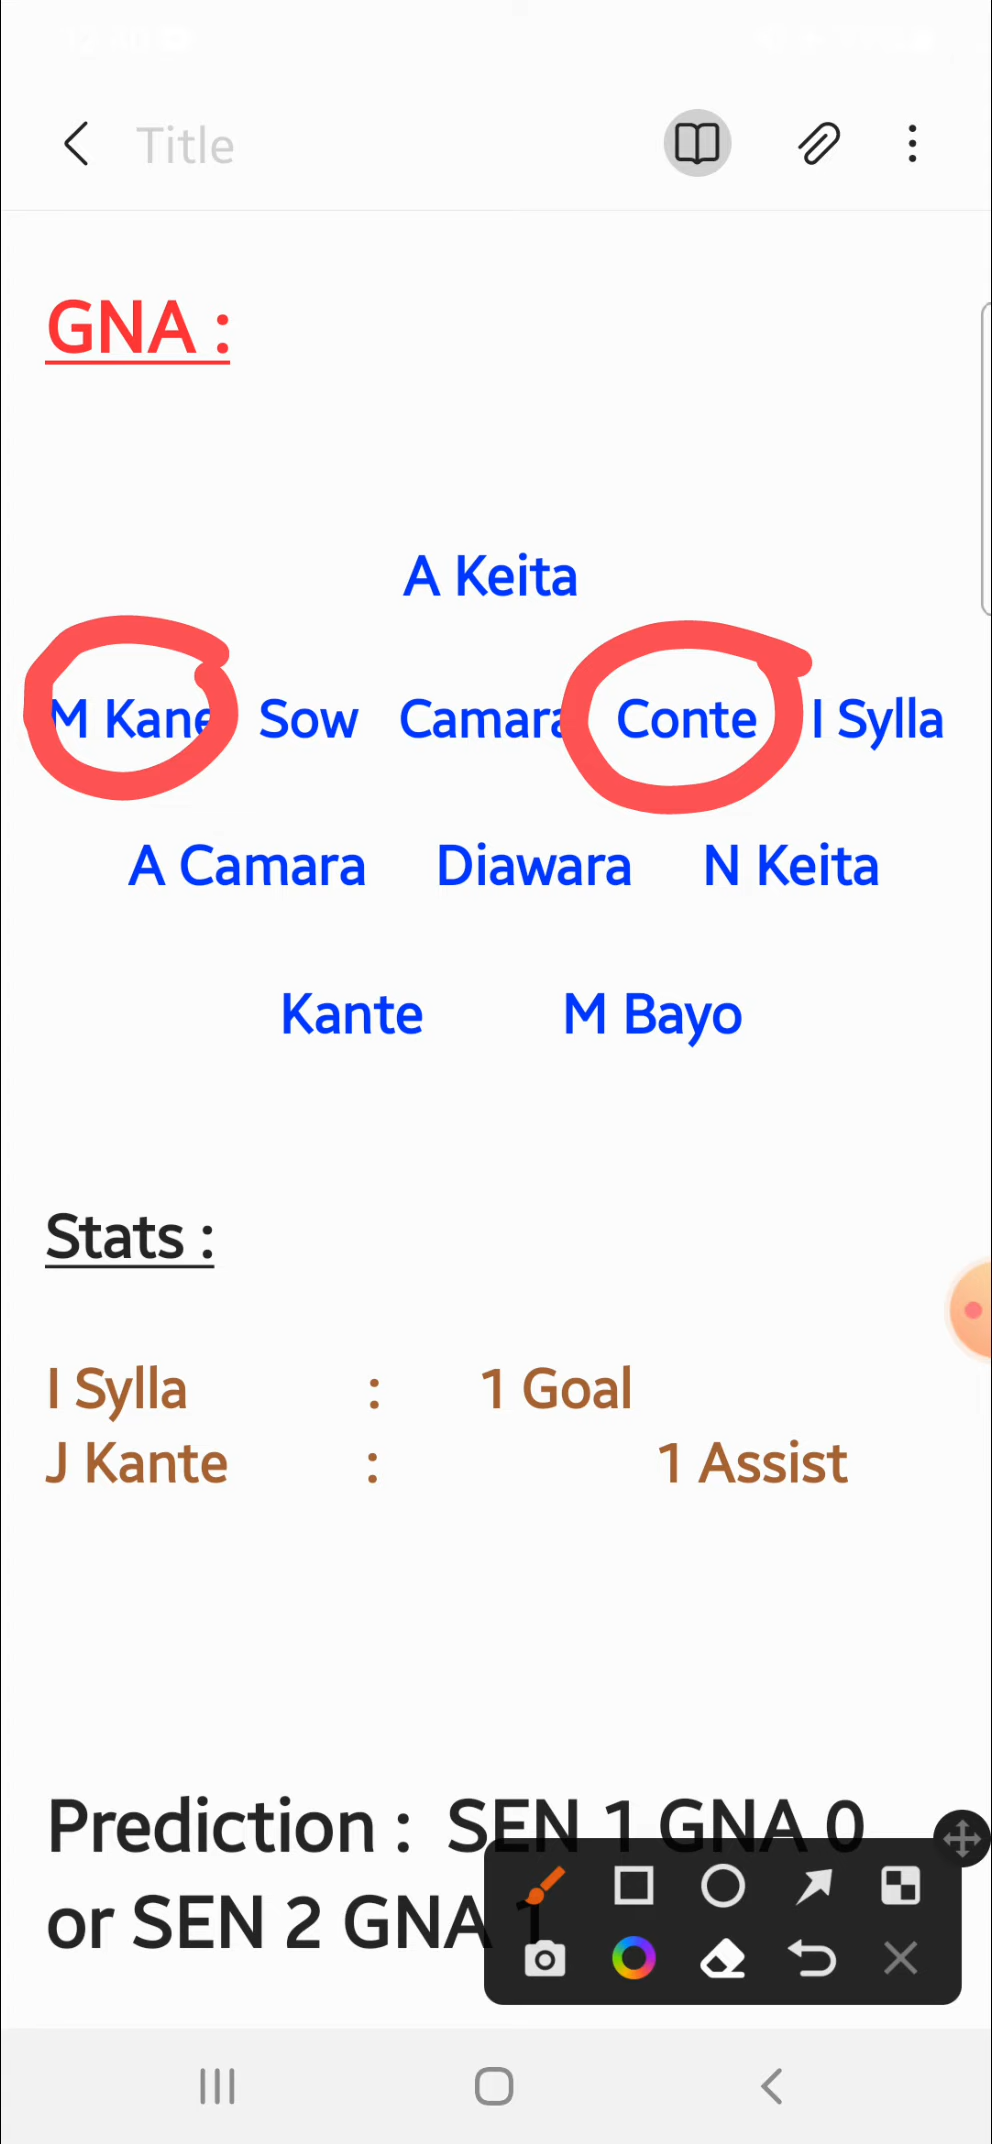 Title
GNA :
A Keita
M Kane Sow Camara Conte I Sylla
A Camara Diawara N Keita
Kante M Bayo
Stats :
I Sylla : 1 Goal
J Kante : 1 Assist
Prediction : SEN 1 GNA 0
or SEN 2 GNA 1